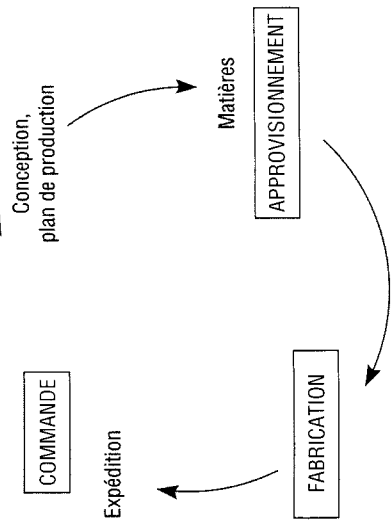 Conception,
plan de production
Matières
APPROVISIONNEMENT
FABRICATION
Expédition
COMMANDE